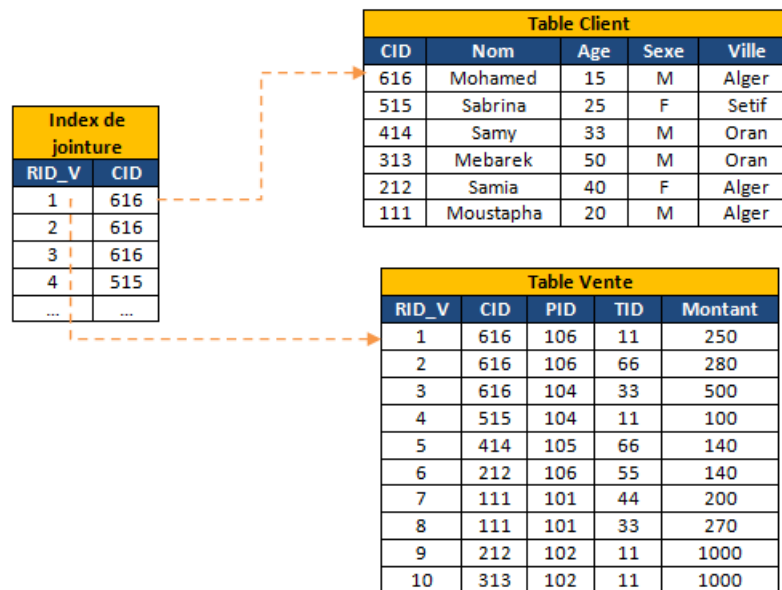 Table Client
CID Nom Age Sexe Ville
616 Mohamed 15 M Alger
515 Sabrina 25 F Setif
414 Samy 33 M Oran
313 Mebarek 50 M Oran
212 Samia 40 F Alger
111 Moustapha 20 M Alger
Index de
jointure
RID_V CID
1 616
2 616
3 616
4 515
... ...
Table Vente
RID_V CID PID TID Montant
1 616 106 11 250
2 616 106 66 280
3 616 104 33 500
4 515 104 11 100
5 414 105 66 140
6 212 106 55 140
7 111 101 44 200
8 111 101 33 270
9 212 102 11 1000
10 313 102 11 1000